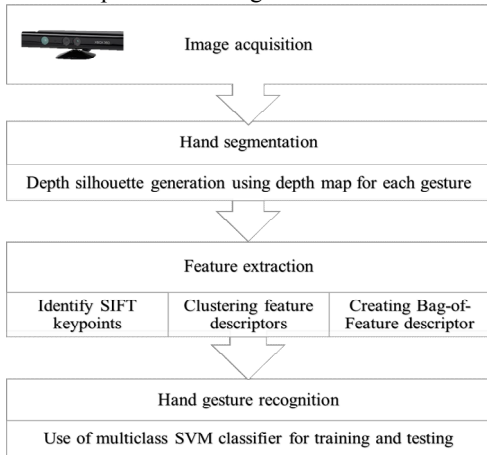 Image acquisition
Hand segmentation
Depth silhouette generation using depth map for each gesture
Feature extraction
Identify SIFT
keypoints
Clustering feature
descriptors
Creating Bag-of-
Feature descriptor
Hand gesture recognition
Use of multiclass SVM classifier for training and testing